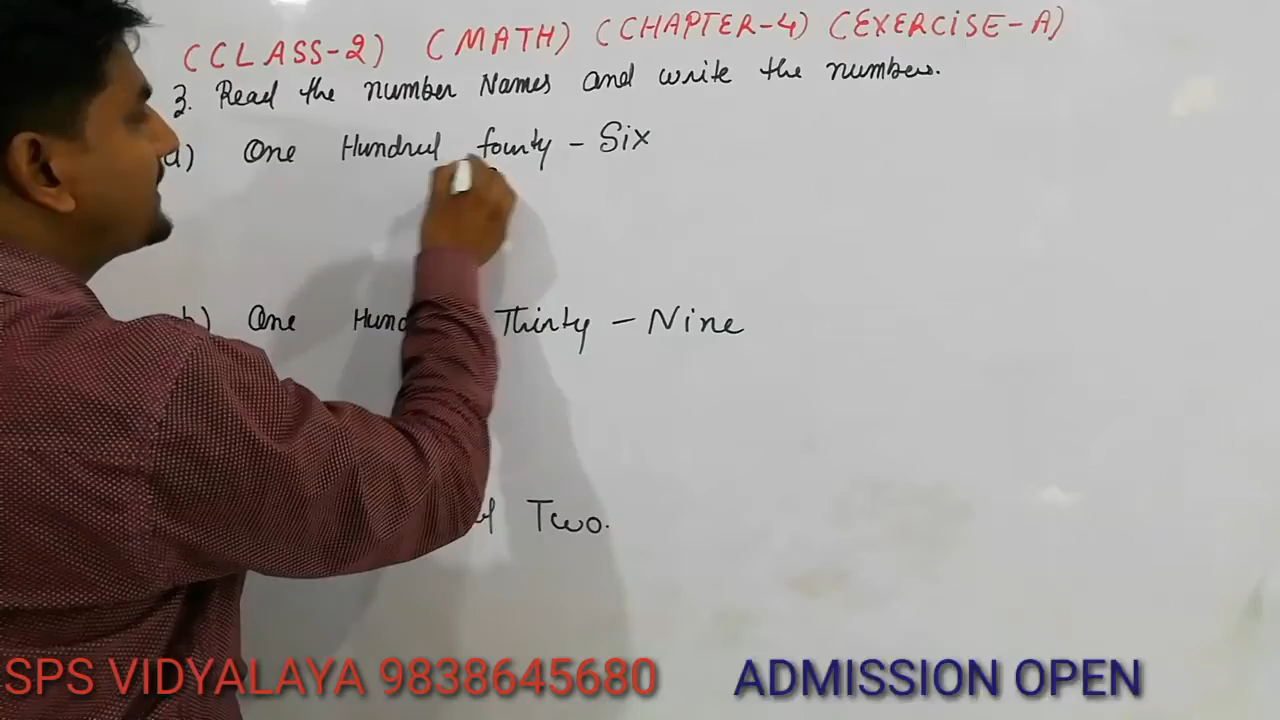 (CLASS-2) (MATH) (CHAPTER-4) (EXERCISE-A)
3. Read the number Names and write the numbers.
a) One Hundred fourty - Six
b) One Thirty - Nine
Two.
SPS VIDYALAYA 9838645680 ADMISSION OPEN